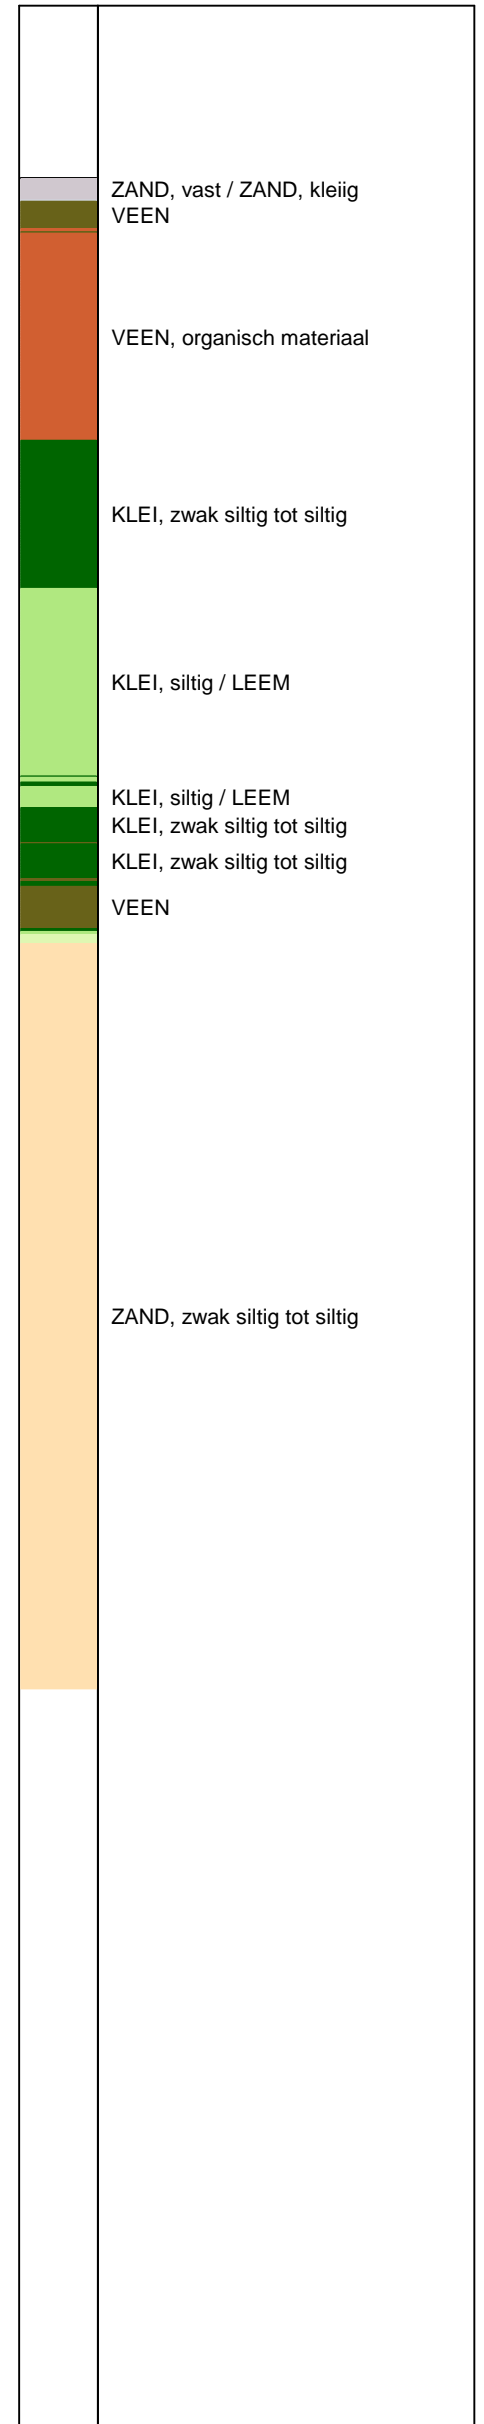 ZAND, vast / ZAND, kleiig
VEEN
VEEN, organisch materiaal
KLEI, zwak siltig tot siltig
KLEI, siltig / LEEM
KLEI, siltig / LEEM
KLEI, zwak siltig tot siltig
KLEI, zwak siltig tot siltig
VEEN
ZAND, zwak siltig tot siltig